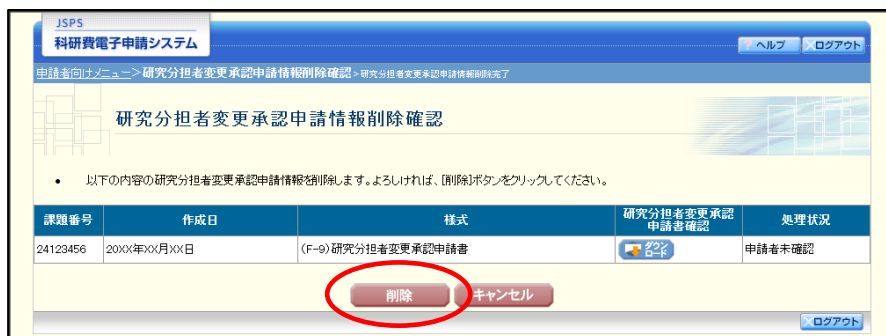 JSPS
科研費電子申請システム
ヘルプ ログアウト
申請者向けメニュー>研究分担者変更承認申請情報削除確認>研究分担者変更承認申請情報削除完了
研究分担者変更承認申請情報削除確認
• 以下の内容の研究分担者変更承認申請情報を削除します。よろしければ、[削除]ボタンをクリックしてください。
課題番号 作成日 様式 研究分担者変更承認申請書確認 処理状況
24123456 20XX年XX月XX日 (F-9)研究分担者変更承認申請書 ダウンロード 申請者未確認
削除 キャンセル
ログアウト